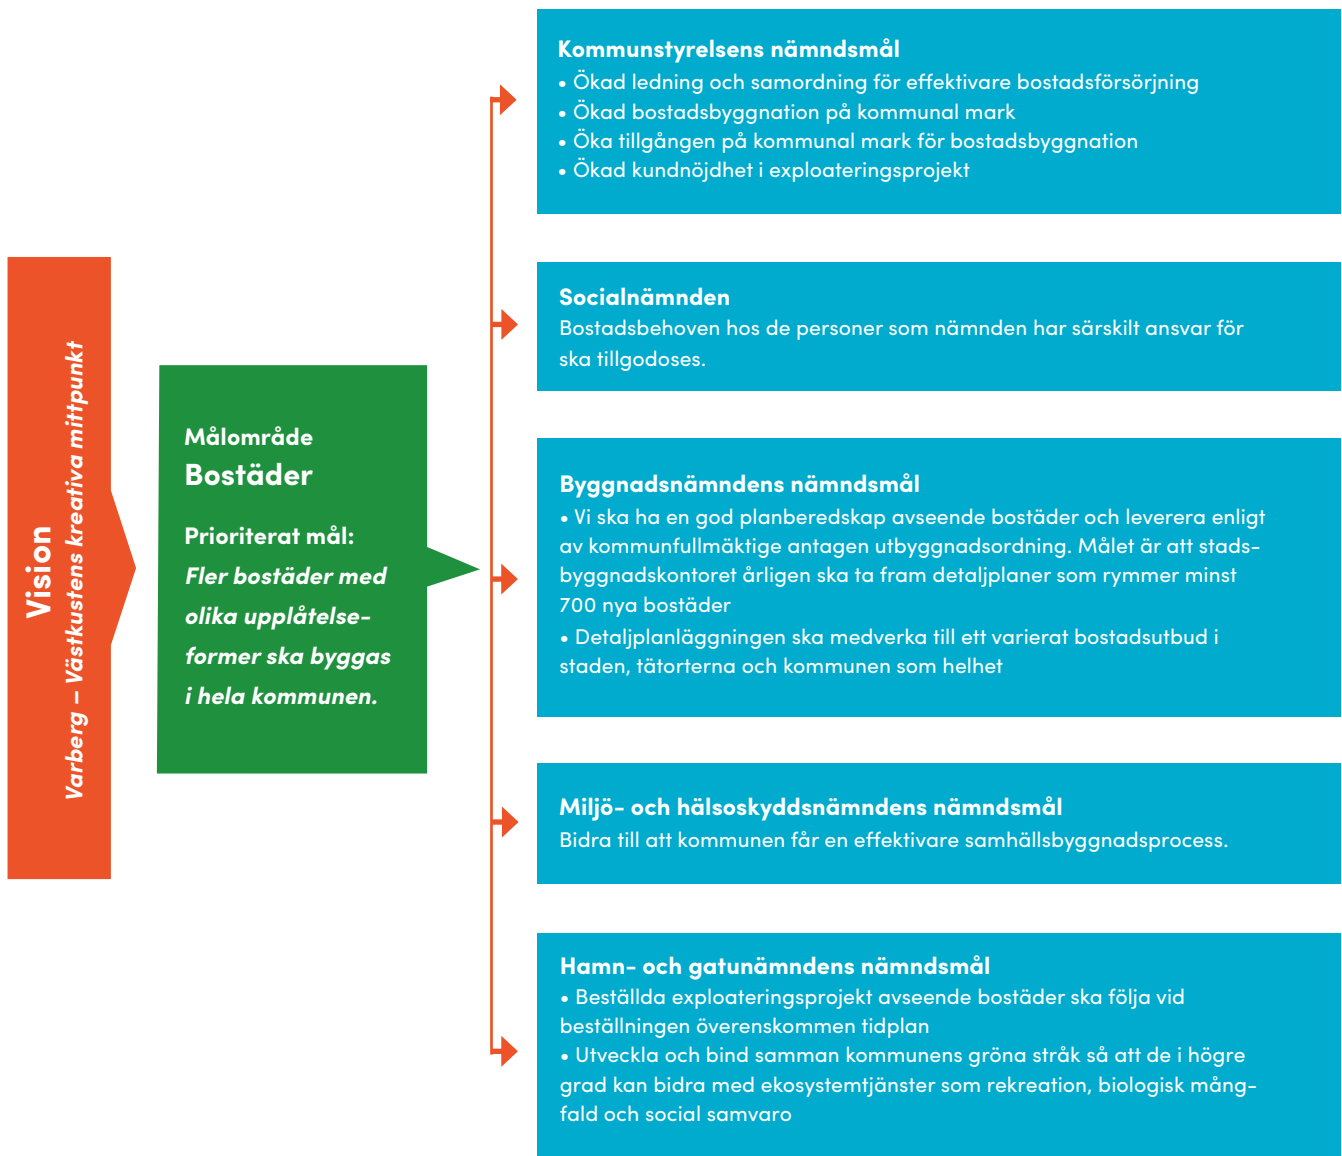 Vision
Varberg – Västkustens kreativa mittpunkt
Målområde
Bostäder
Prioriterat mål:
Fler bostäder med
olika upplåtelse-
former ska byggas
i hela kommunen.
Kommunstyrelsens nämndsmål
• Ökad ledning och samordning för effektivare bostadsförsörjning
• Ökad bostadsbyggnation på kommunal mark
• Öka tillgången på kommunal mark för bostadsbyggnation
• Ökad kundnöjdhet i exploateringsprojekt
Socialnämnden
Bostadsbehoven hos de personer som nämnden har särskilt ansvar för
ska tillgodoses.
Byggnadsnämndens nämndsmål
• Vi ska ha en god planberedskap avseende bostäder och leverera enligt
av kommunfullmäktige antagen utbyggnadsordning. Målet är att stads-
byggnadskontoret årligen ska ta fram detaljplaner som rymmer minst
700 nya bostäder
• Detaljplanläggningen ska medverka till ett varierat bostadsutbud i
staden, tätorterna och kommunen som helhet
Miljö- och hälsoskyddsnämndens nämndsmål
Bidra till att kommunen får en effektivare samhällsbyggnadsprocess.
Hamn- och gatunämndens nämndsmål
• Beställda exploateringsprojekt avseende bostäder ska följa vid
beställningen överenskommen tidplan
• Utveckla och bind samman kommunens gröna stråk så att de i högre
grad kan bidra med ekosystemtjänster som rekreation, biologisk mång-
fald och social samvaro